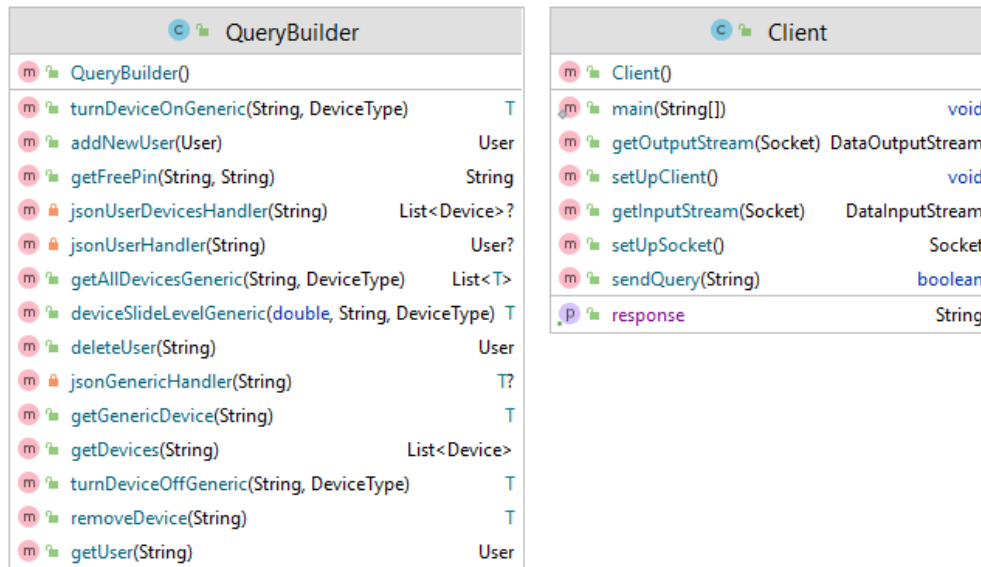 QueryBuilder
QueryBuilder()
turnDeviceOnGeneric(String, DeviceType) T
addNewUser(User) User
getFreePin(String, String) String
jsonUserDevicesHandler(String) List<Device>?
jsonUserHandler(String) User?
getAllDevicesGeneric(String, DeviceType) List<T>
deviceSlideLevelGeneric(double, String, DeviceType) T
deleteUser(String) User
jsonGenericHandler(String) T?
getGenericDevice(String) T
getDevices(String) List<Device>
turnDeviceOffGeneric(String, DeviceType) T
removeDevice(String) T
getUser(String) User
Client
Client()
main(String[]) void
getOutputStream(Socket) DataOutputStream
setUpClient() void
getInputStream(Socket) DataInputStream
setUpSocket() Socket
sendQuery(String) boolean
response String